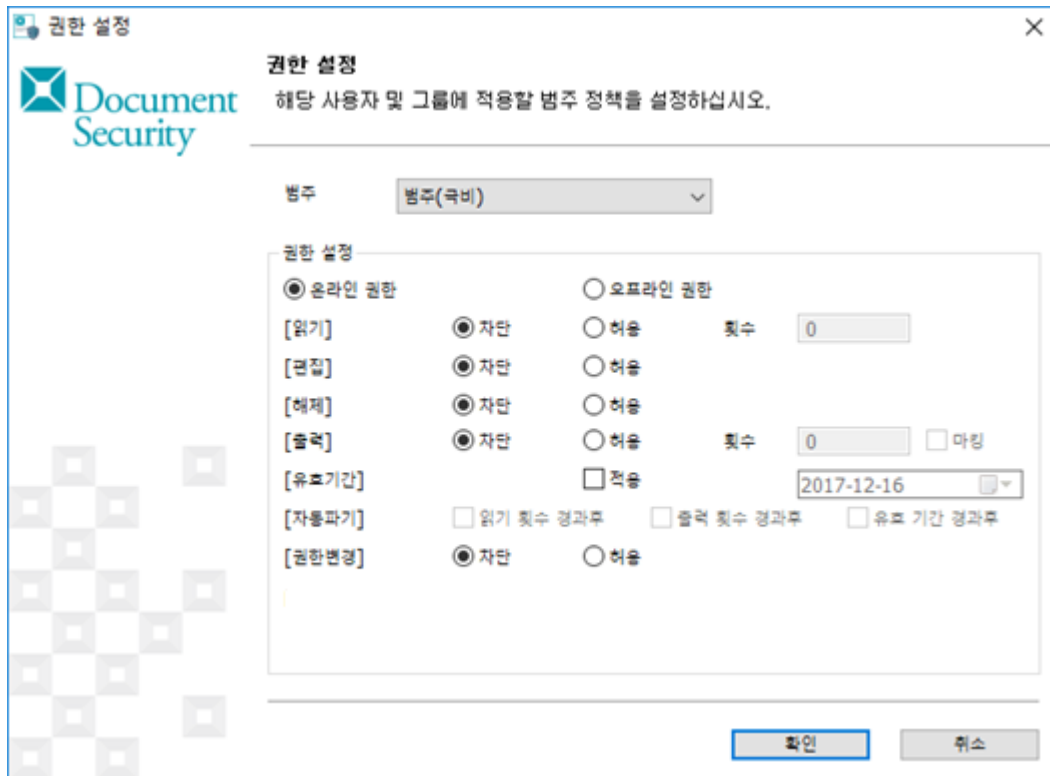 권한 설정
Document
Security
권한 설정
해당 사용자 및 그룹에 적용할 범주 정책을 설정하십시오.
범주 범주(국비)
권한 설정
온라인 권한 오프라인 권한
[읽기] 차단 허용 횟수 0
[편집] 차단 허용
[해제] 차단 허용
[출력] 차단 허용 횟수 0 마킹
[유효기간] 적용 2017-12-16
[자동파기] 읽기 횟수 경과후 출력 횟수 경과후 유효 기간 경과후
[권한변경] 차단 허용
확인 취소